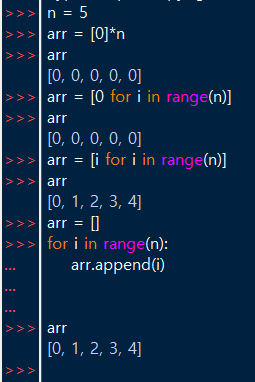 >>> n = 5
>>> arr = [0]*n
>>> arr
[0, 0, 0, 0, 0]
>>> arr = [0 for i in range(n)]
>>> arr
[0, 0, 0, 0, 0]
>>> arr = [i for i in range(n)]
>>> arr
[0, 1, 2, 3, 4]
>>> arr = []
>>> for i in range(n):
... arr.append(i)
...
...
>>> arr
[0, 1, 2, 3, 4]
>>>